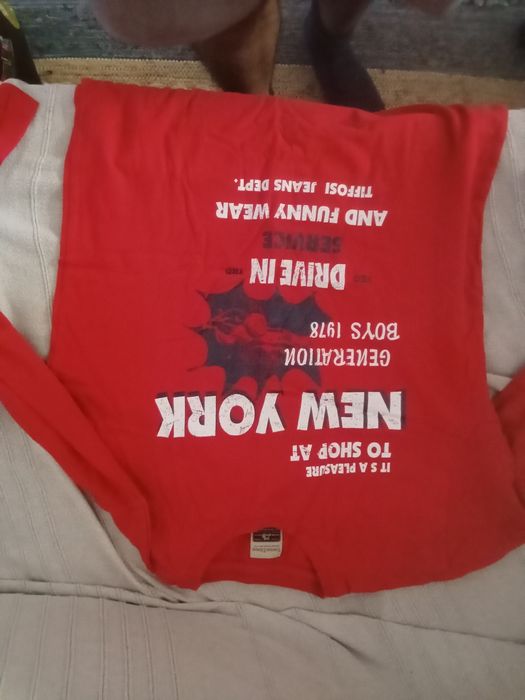 IT'S A PLEASURE
TO SHOP AT
NEW YORK
GENERATION
BOYS 1978
DRIVE IN
SERVICE
AND FUNNY WEAR
TIFFOSI JEANS DEPT.